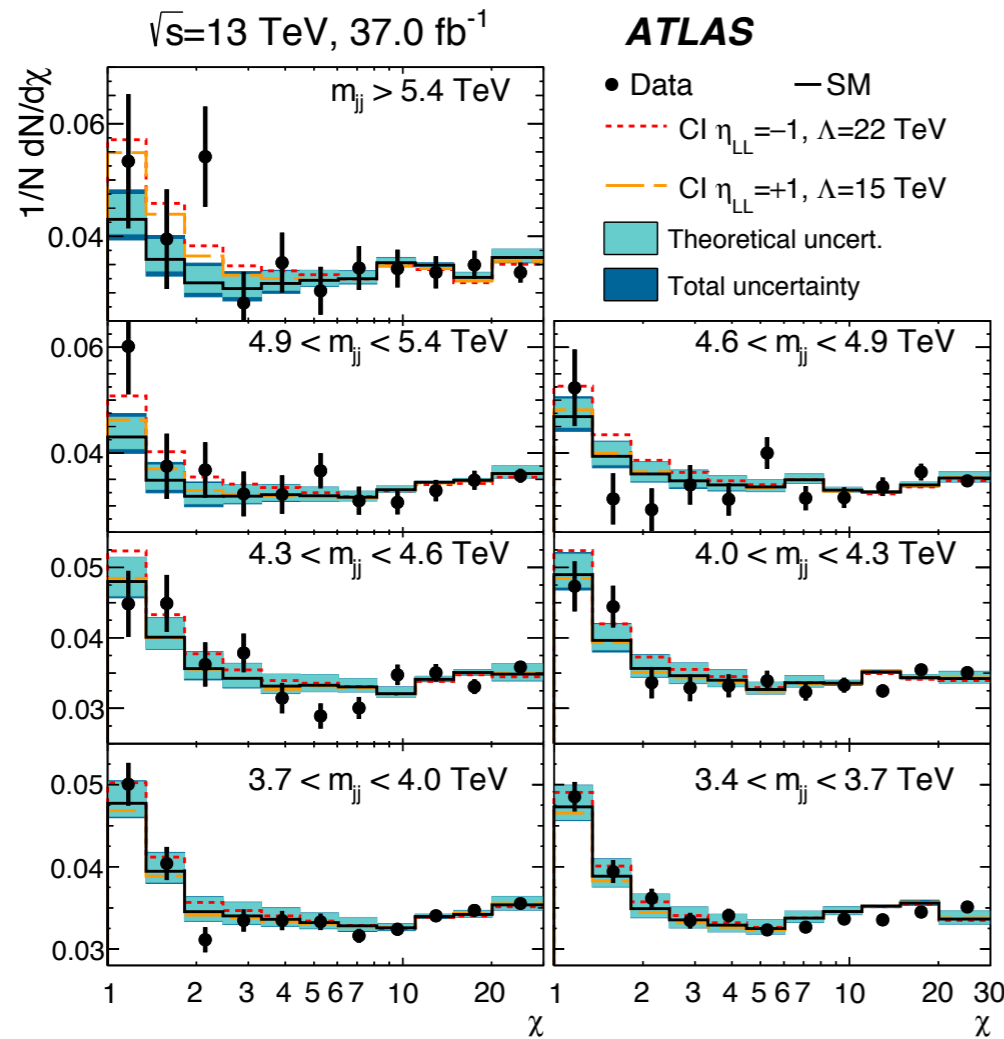 √s=13 TeV, 37.0 fb⁻¹
ATLAS
1/N dN/dχ
m_jj > 5.4 TeV
0.06
0.04
Data
SM
CI η_LL=−1, Λ=22 TeV
CI η_LL=+1, Λ=15 TeV
Theoretical uncert.
Total uncertainty
4.9 < m_jj < 5.4 TeV
0.06
0.04
4.6 < m_jj < 4.9 TeV
4.3 < m_jj < 4.6 TeV
0.05
0.04
0.03
4.0 < m_jj < 4.3 TeV
3.7 < m_jj < 4.0 TeV
0.05
0.04
0.03
3.4 < m_jj < 3.7 TeV
1 2 3 4 5 6 7 10 20
χ
1 2 3 4 5 6 7 10 20 30
χ